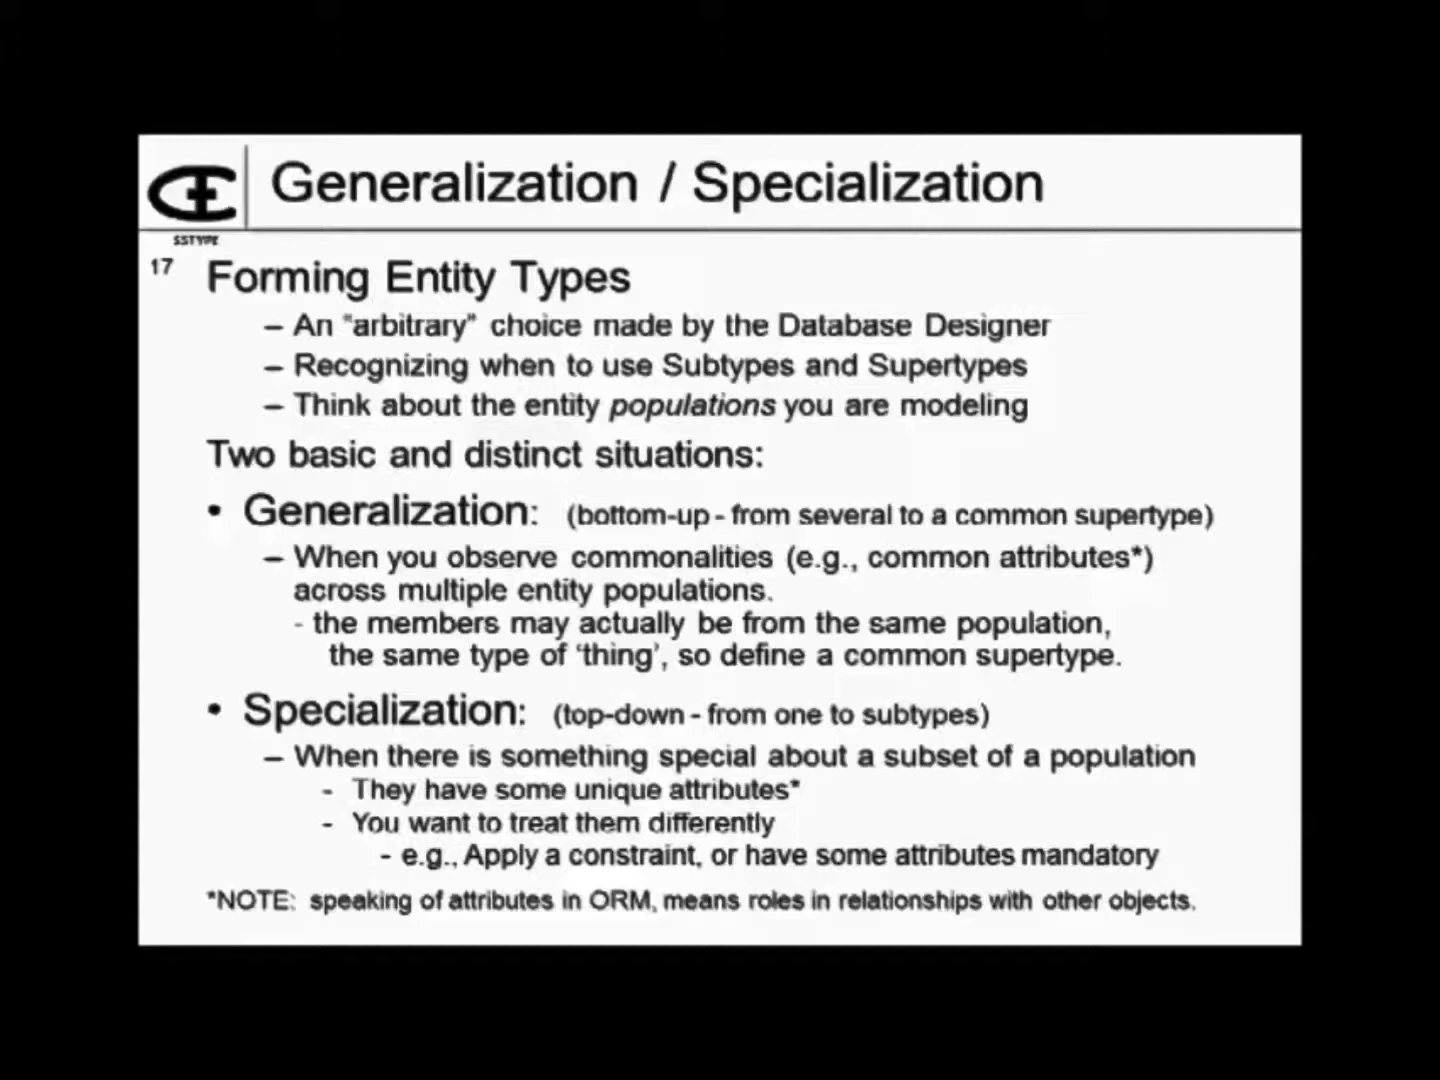 Generalization / Specialization
SSTYPE
17
Forming Entity Types
– An "arbitrary" choice made by the Database Designer
– Recognizing when to use Subtypes and Supertypes
– Think about the entity populations you are modeling
Two basic and distinct situations:
• Generalization: (bottom-up - from several to a common supertype)
– When you observe commonalities (e.g., common attributes*)
across multiple entity populations.
- the members may actually be from the same population,
the same type of 'thing', so define a common supertype.
• Specialization: (top-down - from one to subtypes)
– When there is something special about a subset of a population
- They have some unique attributes*
- You want to treat them differently
- e.g., Apply a constraint, or have some attributes mandatory
*NOTE: speaking of attributes in ORM, means roles in relationships with other objects.